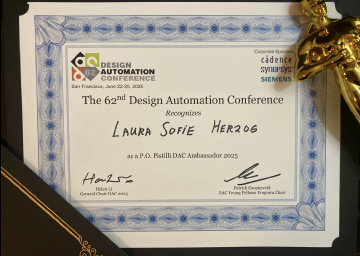 DESIGN
AUTOMATION
CONFERENCE
San Francisco, June 22-25, 2025
Corporate Sponsors
cādence
SYNOPSYS
SIEMENS
The 62nd Design Automation Conference
Recognizes
LAURA SOFIE HERZOG
as a P.O. Pistilli DAC Ambassador 2025
Helen Li
General Chair DAC 2025
Patrick Groeneveld
DAC Young Fellows Program Chair